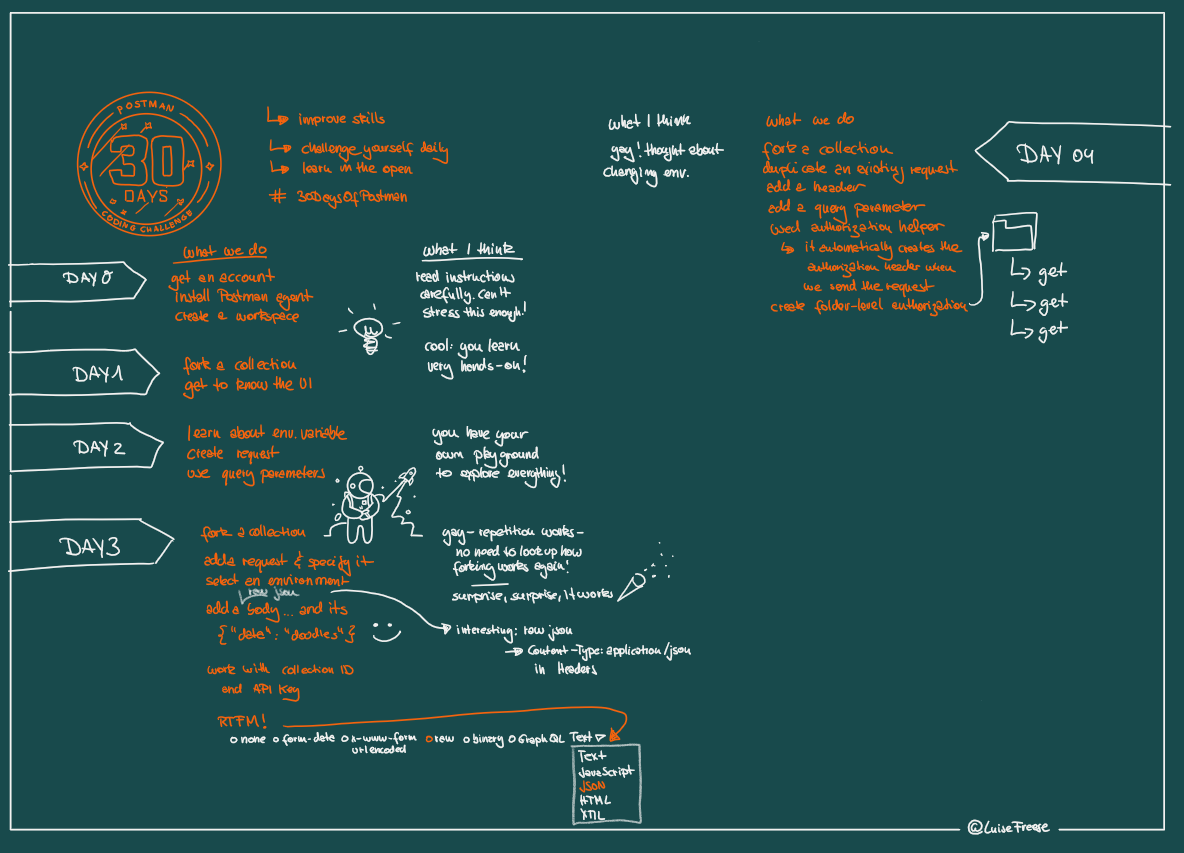 POSTMAN
30
DAYS
CODING CHALLENGE
improve skills
challenge yourself daily
learn in the open
# 30DaysOfPostman
DAY 0
what we do
get an account
install Postman agent
create a workspace
what I think
read instructions
carefully. Can't
stress this enough!
cool: you learn
very hands-on!
DAY 1
fork a collection
get to know the UI
DAY 2
learn about env. variable
create request
use query parameters
you have your
own playground
to explore everything!
DAY 3
fork a collection
add a request & specify it
select an environment
raw json
add a body... and its
{"data": "doodles"}
work with collection ID
and API Key
yay - repetition works -
no need to look up how
forking works again!
surprise, surprise, it works
interesting: raw json
Content-Type: application/json
in Headers
RTFM!
none form-data x-www-form
urlencoded
raw binary GraphQL Text
Text
JavaScript
JSON
HTML
XML
DAY 04
what we do
fork a collection
duplicate an existing request
add a header
add a query parameter
used authorization helper
it automatically creates the
authorization header when
we send the request
create folder-level authorization
get
get
get
what I think
yay! thought about
changing env.
@LuiseFreese